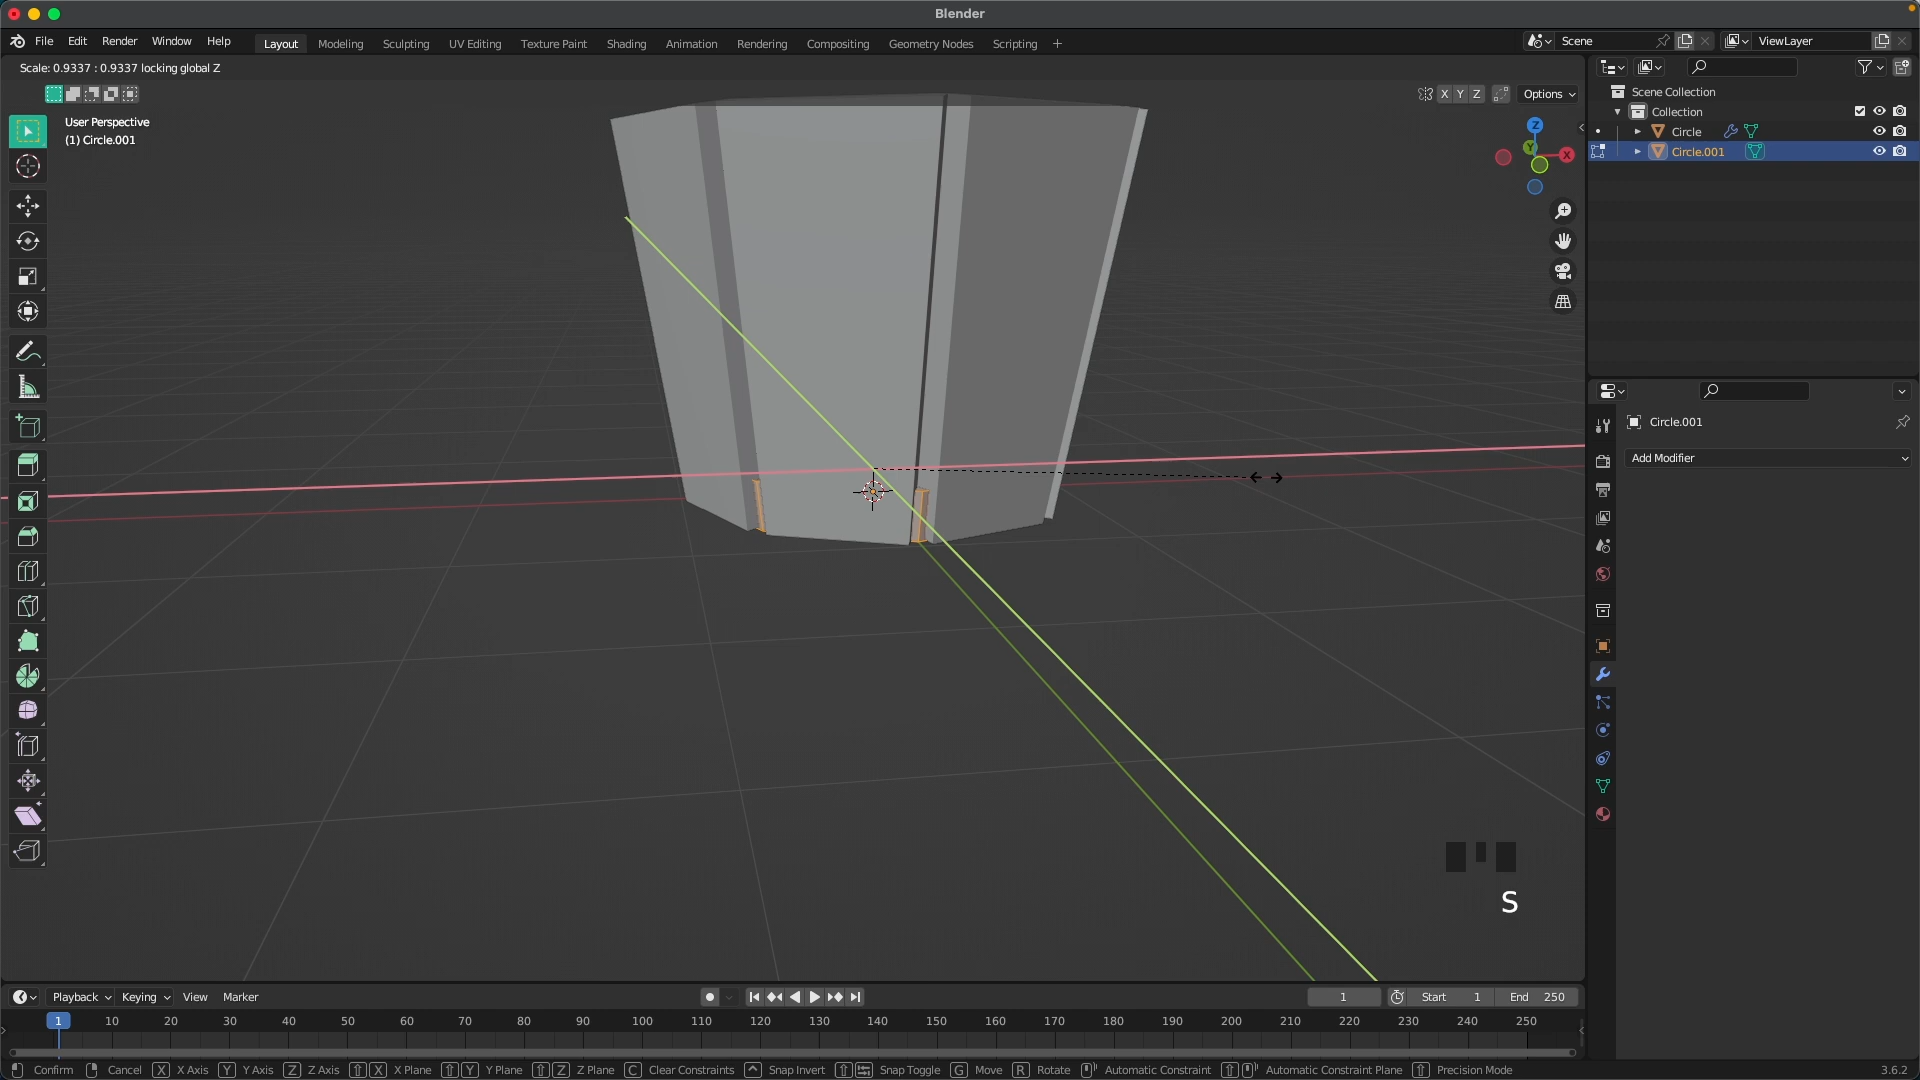 Blender
File Edit Render Window Help
Layout Modeling Sculpting UV Editing Texture Paint Shading Animation Rendering Compositing Geometry Nodes Scripting +
Scene
ViewLayer
Scale: 0.9337 : 0.9337 locking global Z
X Y Z
Options
User Perspective
(1) Circle.001
Z
Y
X
Scene Collection
Collection
Circle
Circle.001
Circle.001
Add Modifier
S
Playback Keying View Marker
1
Start 1
End 250
1 10 20 30 40 50 60 70 80 90 100 110 120 130 140 150 160 170 180 190 200 210 220 230 240 250
Confirm Cancel X X Axis Y Y Axis Z Z Axis X X Plane Y Y Plane Z Z Plane C Clear Constraints Snap Invert Snap Toggle G Move R Rotate Automatic Constraint Automatic Constraint Plane Precision Mode
3.6.2